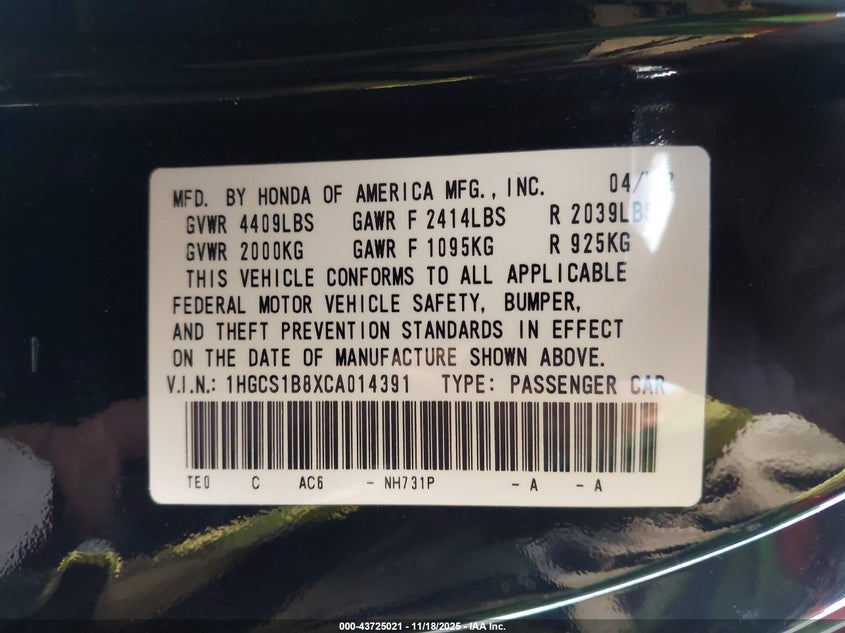 MFD. BY HONDA OF AMERICA MFG., INC. 04/12
GVWR 4409LBS GAWR F 2414LBS R 2039LBS
GVWR 2000KG GAWR F 1095KG R 925KG
THIS VEHICLE CONFORMS TO ALL APPLICABLE
FEDERAL MOTOR VEHICLE SAFETY, BUMPER,
AND THEFT PREVENTION STANDARDS IN EFFECT
ON THE DATE OF MANUFACTURE SHOWN ABOVE.
V.I.N.: 1HGCS1B8XCA014391 TYPE: PASSENGER CAR
TE0 C AC6 - NH731P - A - A
000-43725021 - 11/18/2025 - IAA Inc.